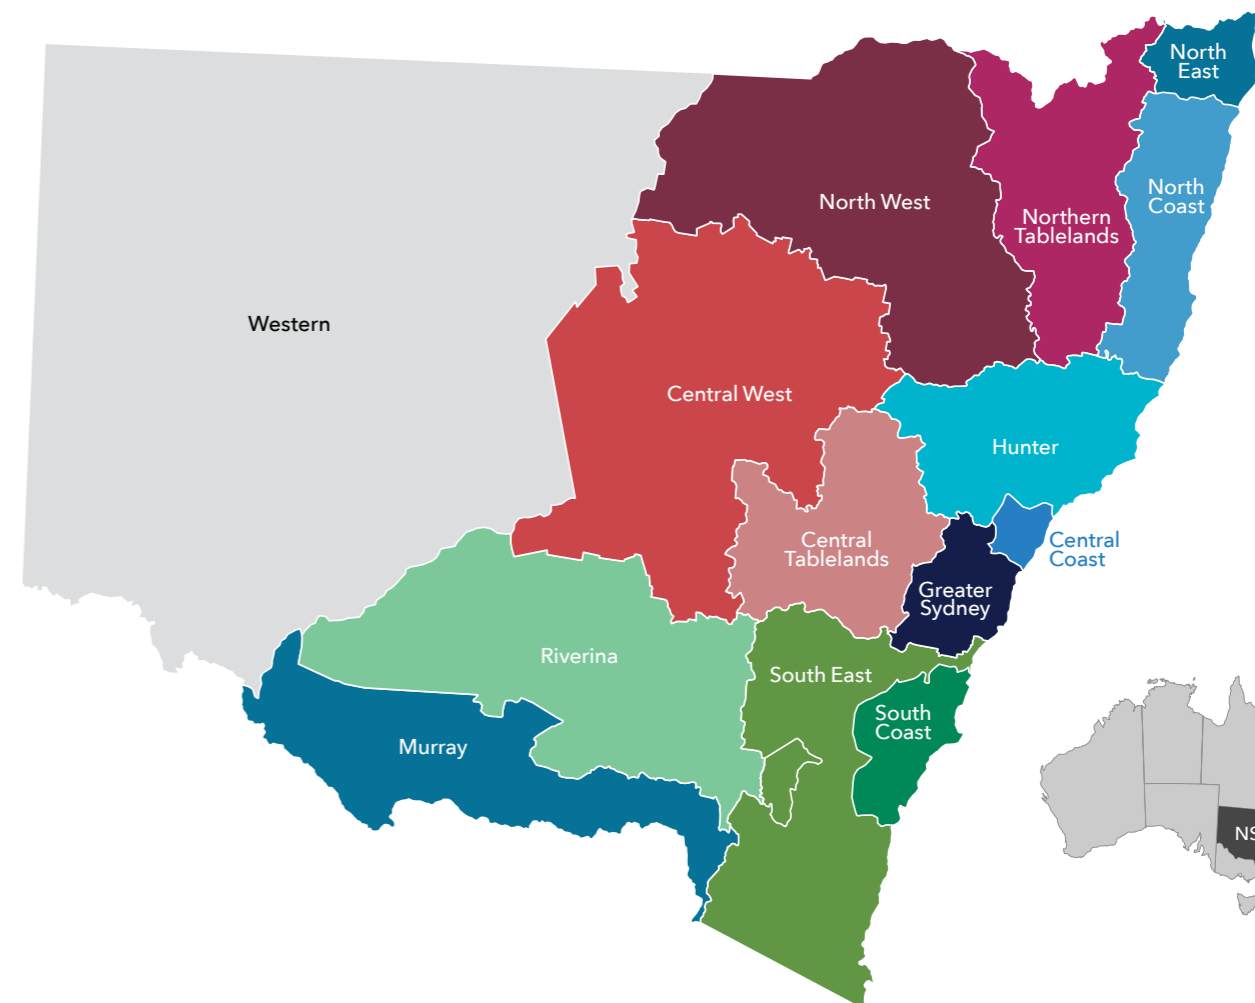 North
East
North West
North
Coast
Northern
Tablelands
Western
Central West
Hunter
Central
Tablelands
Central
Coast
Greater
Sydney
Riverina
South East
South
Coast
Murray
NS